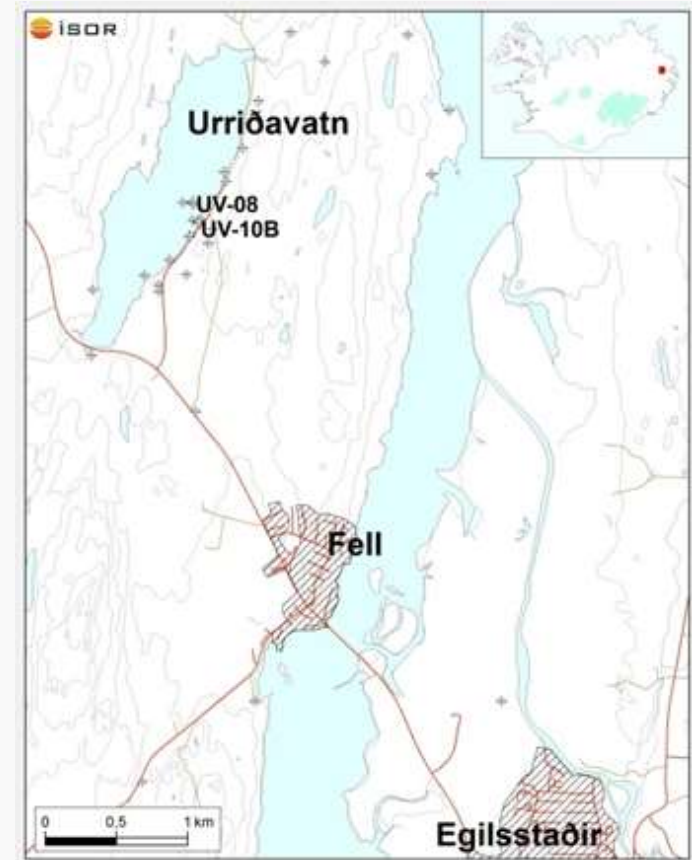 ÍSOR
Urriðavatn
UV-08
UV-10B
Fell
Egilsstaðir
0 0,5 1 km